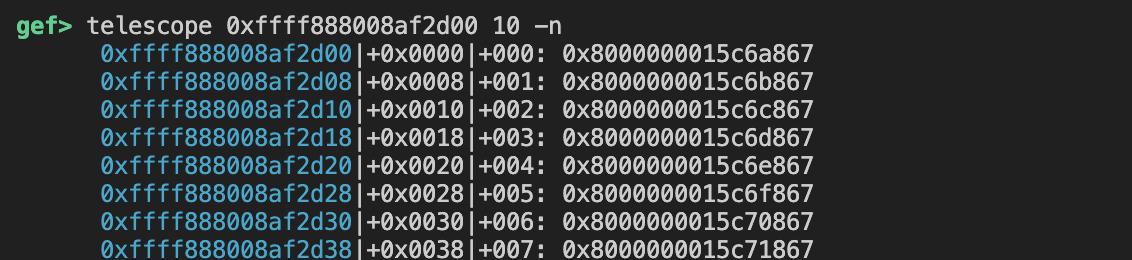 gef> telescope 0xffff888008af2d00 10 -n
0xffff888008af2d00|+0x0000|+000: 0x8000000015c6a867
0xffff888008af2d08|+0x0008|+001: 0x8000000015c6b867
0xffff888008af2d10|+0x0010|+002: 0x8000000015c6c867
0xffff888008af2d18|+0x0018|+003: 0x8000000015c6d867
0xffff888008af2d20|+0x0020|+004: 0x8000000015c6e867
0xffff888008af2d28|+0x0028|+005: 0x8000000015c6f867
0xffff888008af2d30|+0x0030|+006: 0x8000000015c70867
0xffff888008af2d38|+0x0038|+007: 0x8000000015c71867